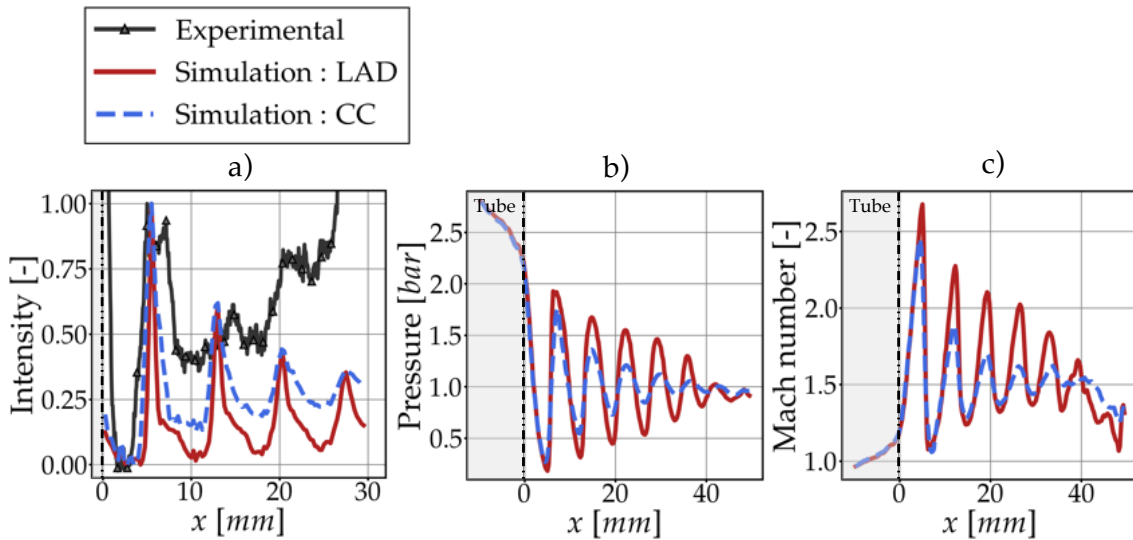 Experimental
Simulation : LAD
Simulation : CC
a)
1.00
0.75
0.50
0.25
0.00
Intensity [-]
0
10
20
30
x [mm]
b)
Tube
2.5
2.0
1.5
1.0
0.5
Pressure [bar]
0
20
40
x [mm]
c)
Tube
2.5
2.0
1.5
1.0
Mach number [-]
0
20
40
x [mm]